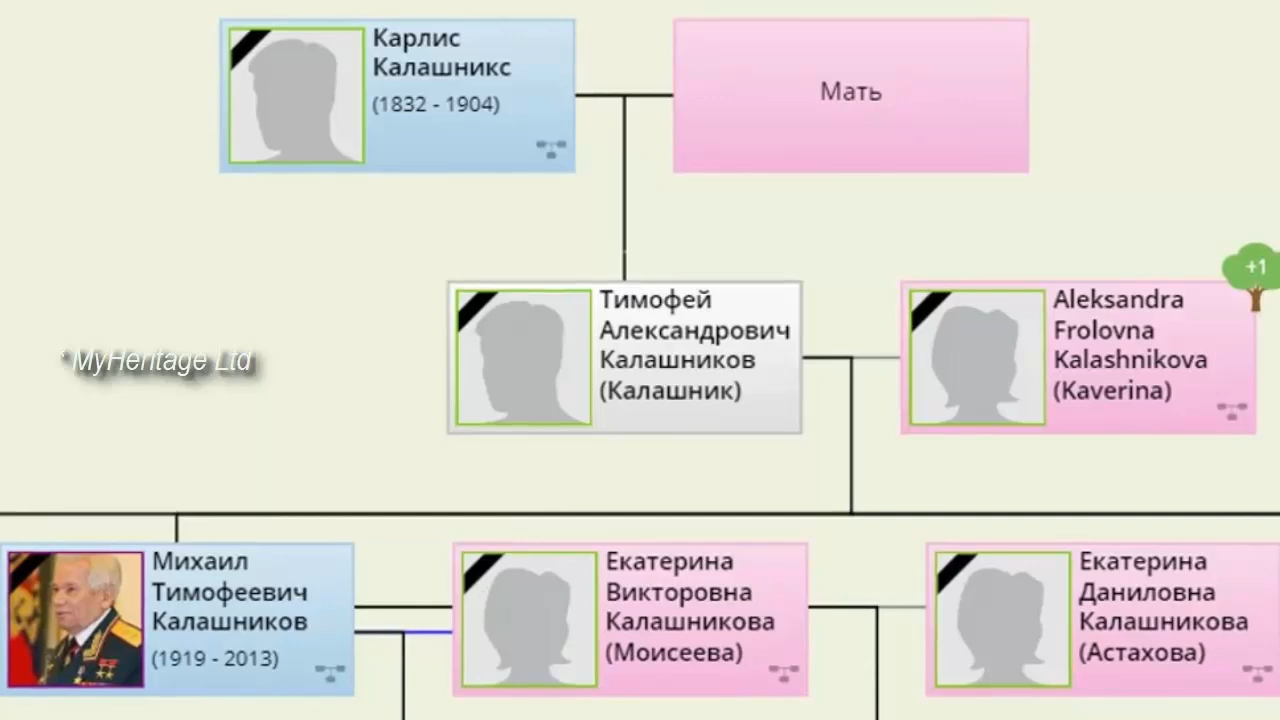 Карлис
Калашникс
(1832 - 1904)
Мать
+1
Тимофей
Александрович
Калашников
(Калашник)
Aleksandra
Frolovna
Kalashnikova
(Kaverina)
* MyHeritage Ltd
Михаил
Тимофеевич
Калашников
(1919 - 2013)
Екатерина
Викторовна
Калашникова
(Моисеева)
Екатерина
Даниловна
Калашникова
(Астахова)